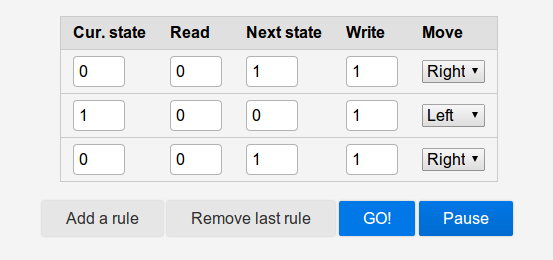 Cur. state Read Next state Write Move
0 0 1 1 Right
1 0 0 1 Left
0 0 1 1 Right
Add a rule Remove last rule GO! Pause